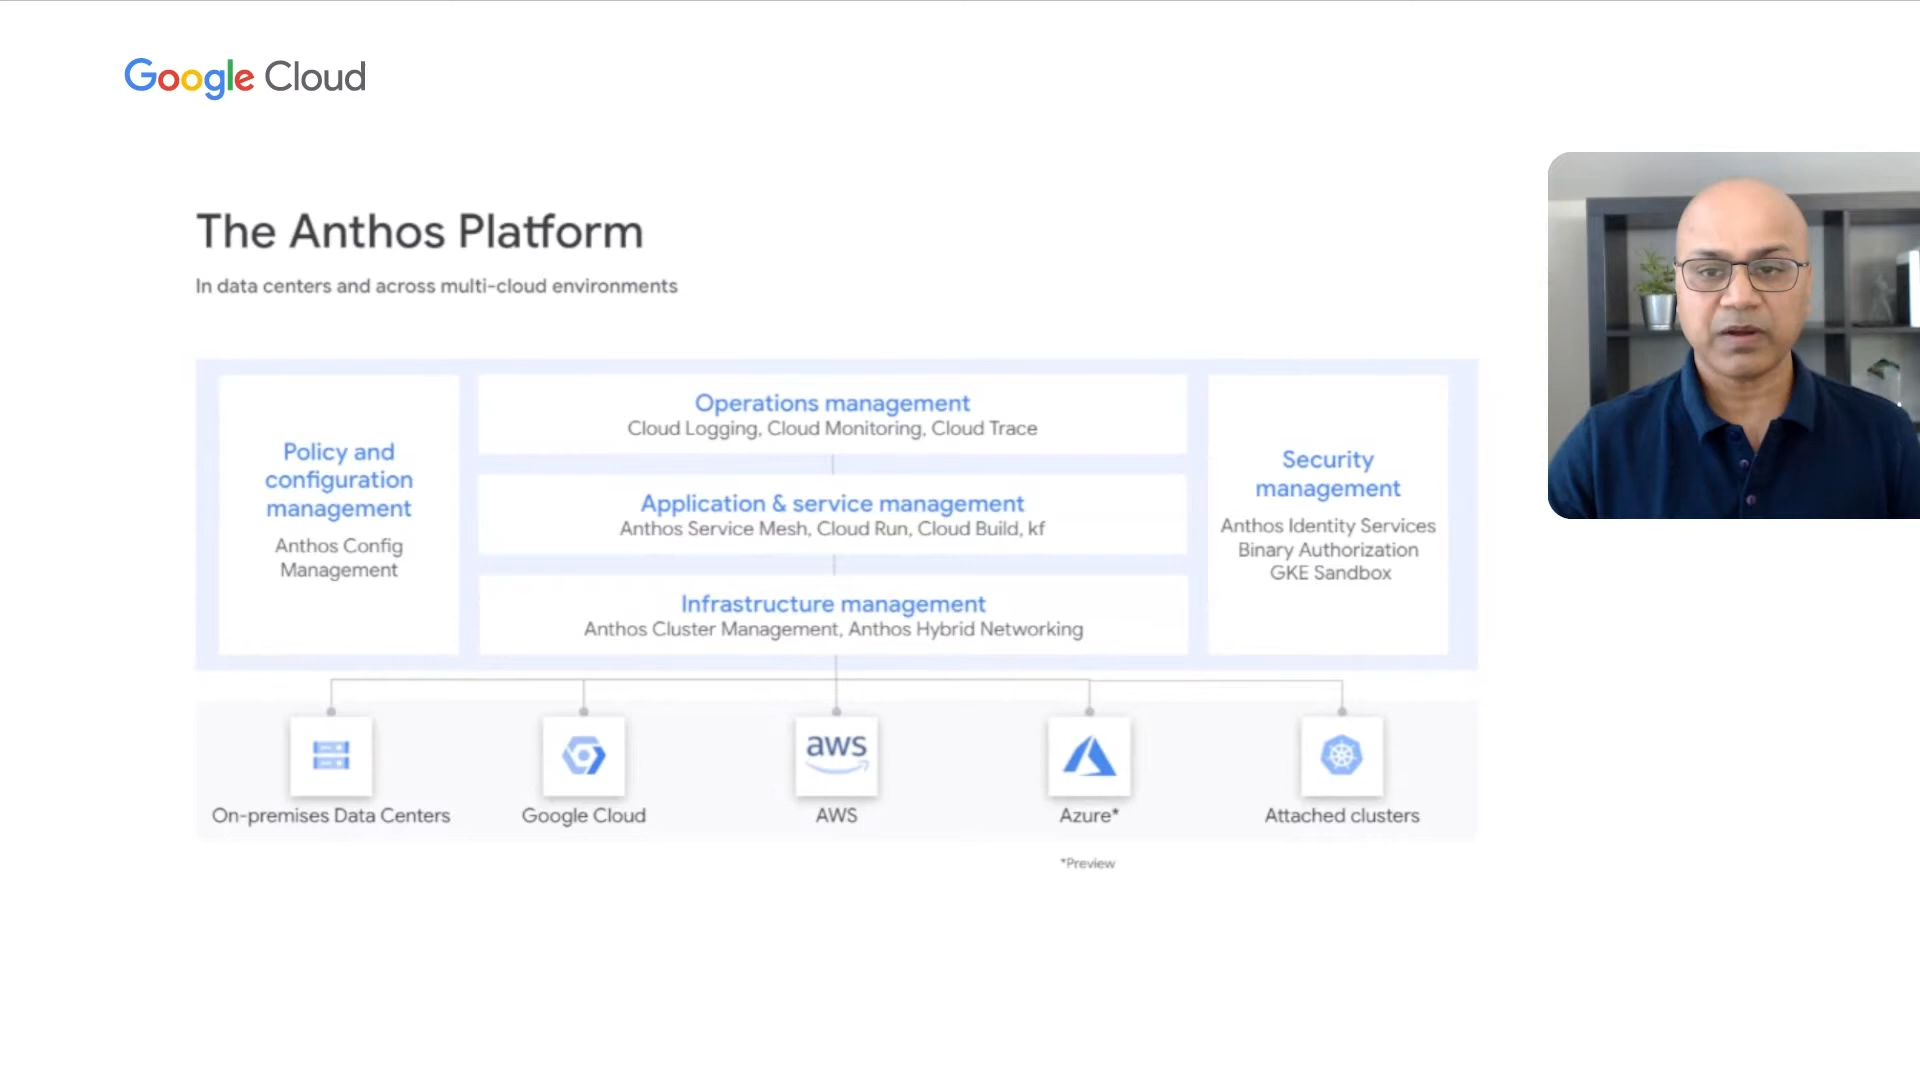 Google Cloud
The Anthos Platform
In data centers and across multi-cloud environments
Policy and
configuration
management
Anthos Config
Management
Operations management
Cloud Logging, Cloud Monitoring, Cloud Trace
Application & service management
Anthos Service Mesh, Cloud Run, Cloud Build, kf
Infrastructure management
Anthos Cluster Management, Anthos Hybrid Networking
Security
management
Anthos Identity Services
Binary Authorization
GKE Sandbox
aws
On-premises Data Centers
Google Cloud
AWS
Azure*
Attached clusters
*Preview